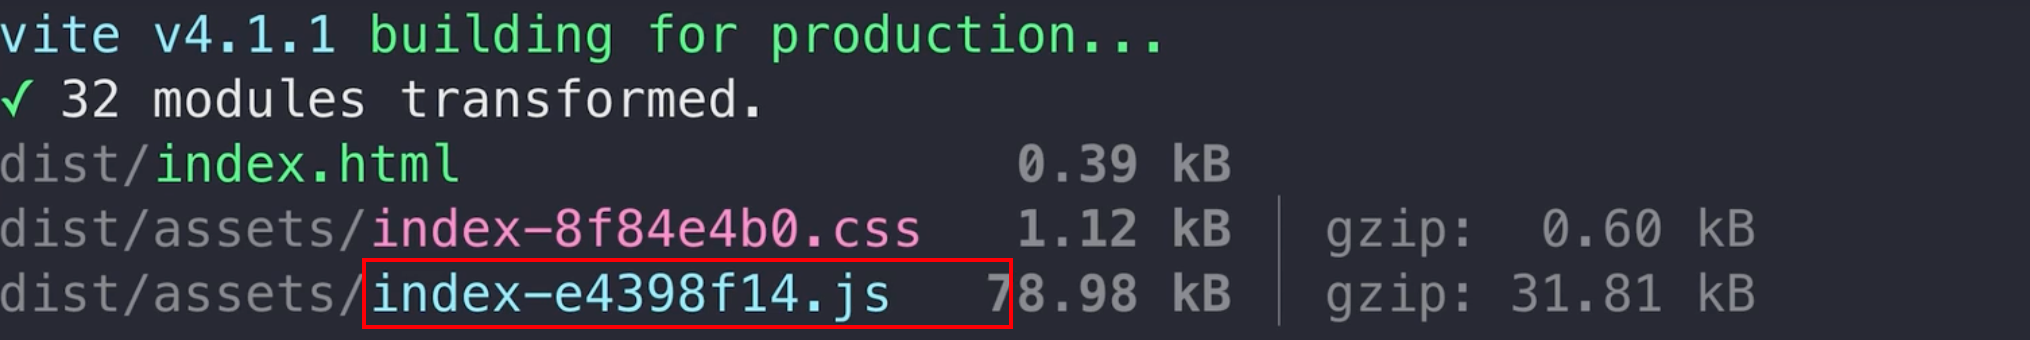 vite v4.1.1 building for production...
✓ 32 modules transformed.
dist/index.html 0.39 kB
dist/assets/index-8f84e4b0.css 1.12 kB │ gzip: 0.60 kB
dist/assets/index-e4398f14.js 78.98 kB │ gzip: 31.81 kB